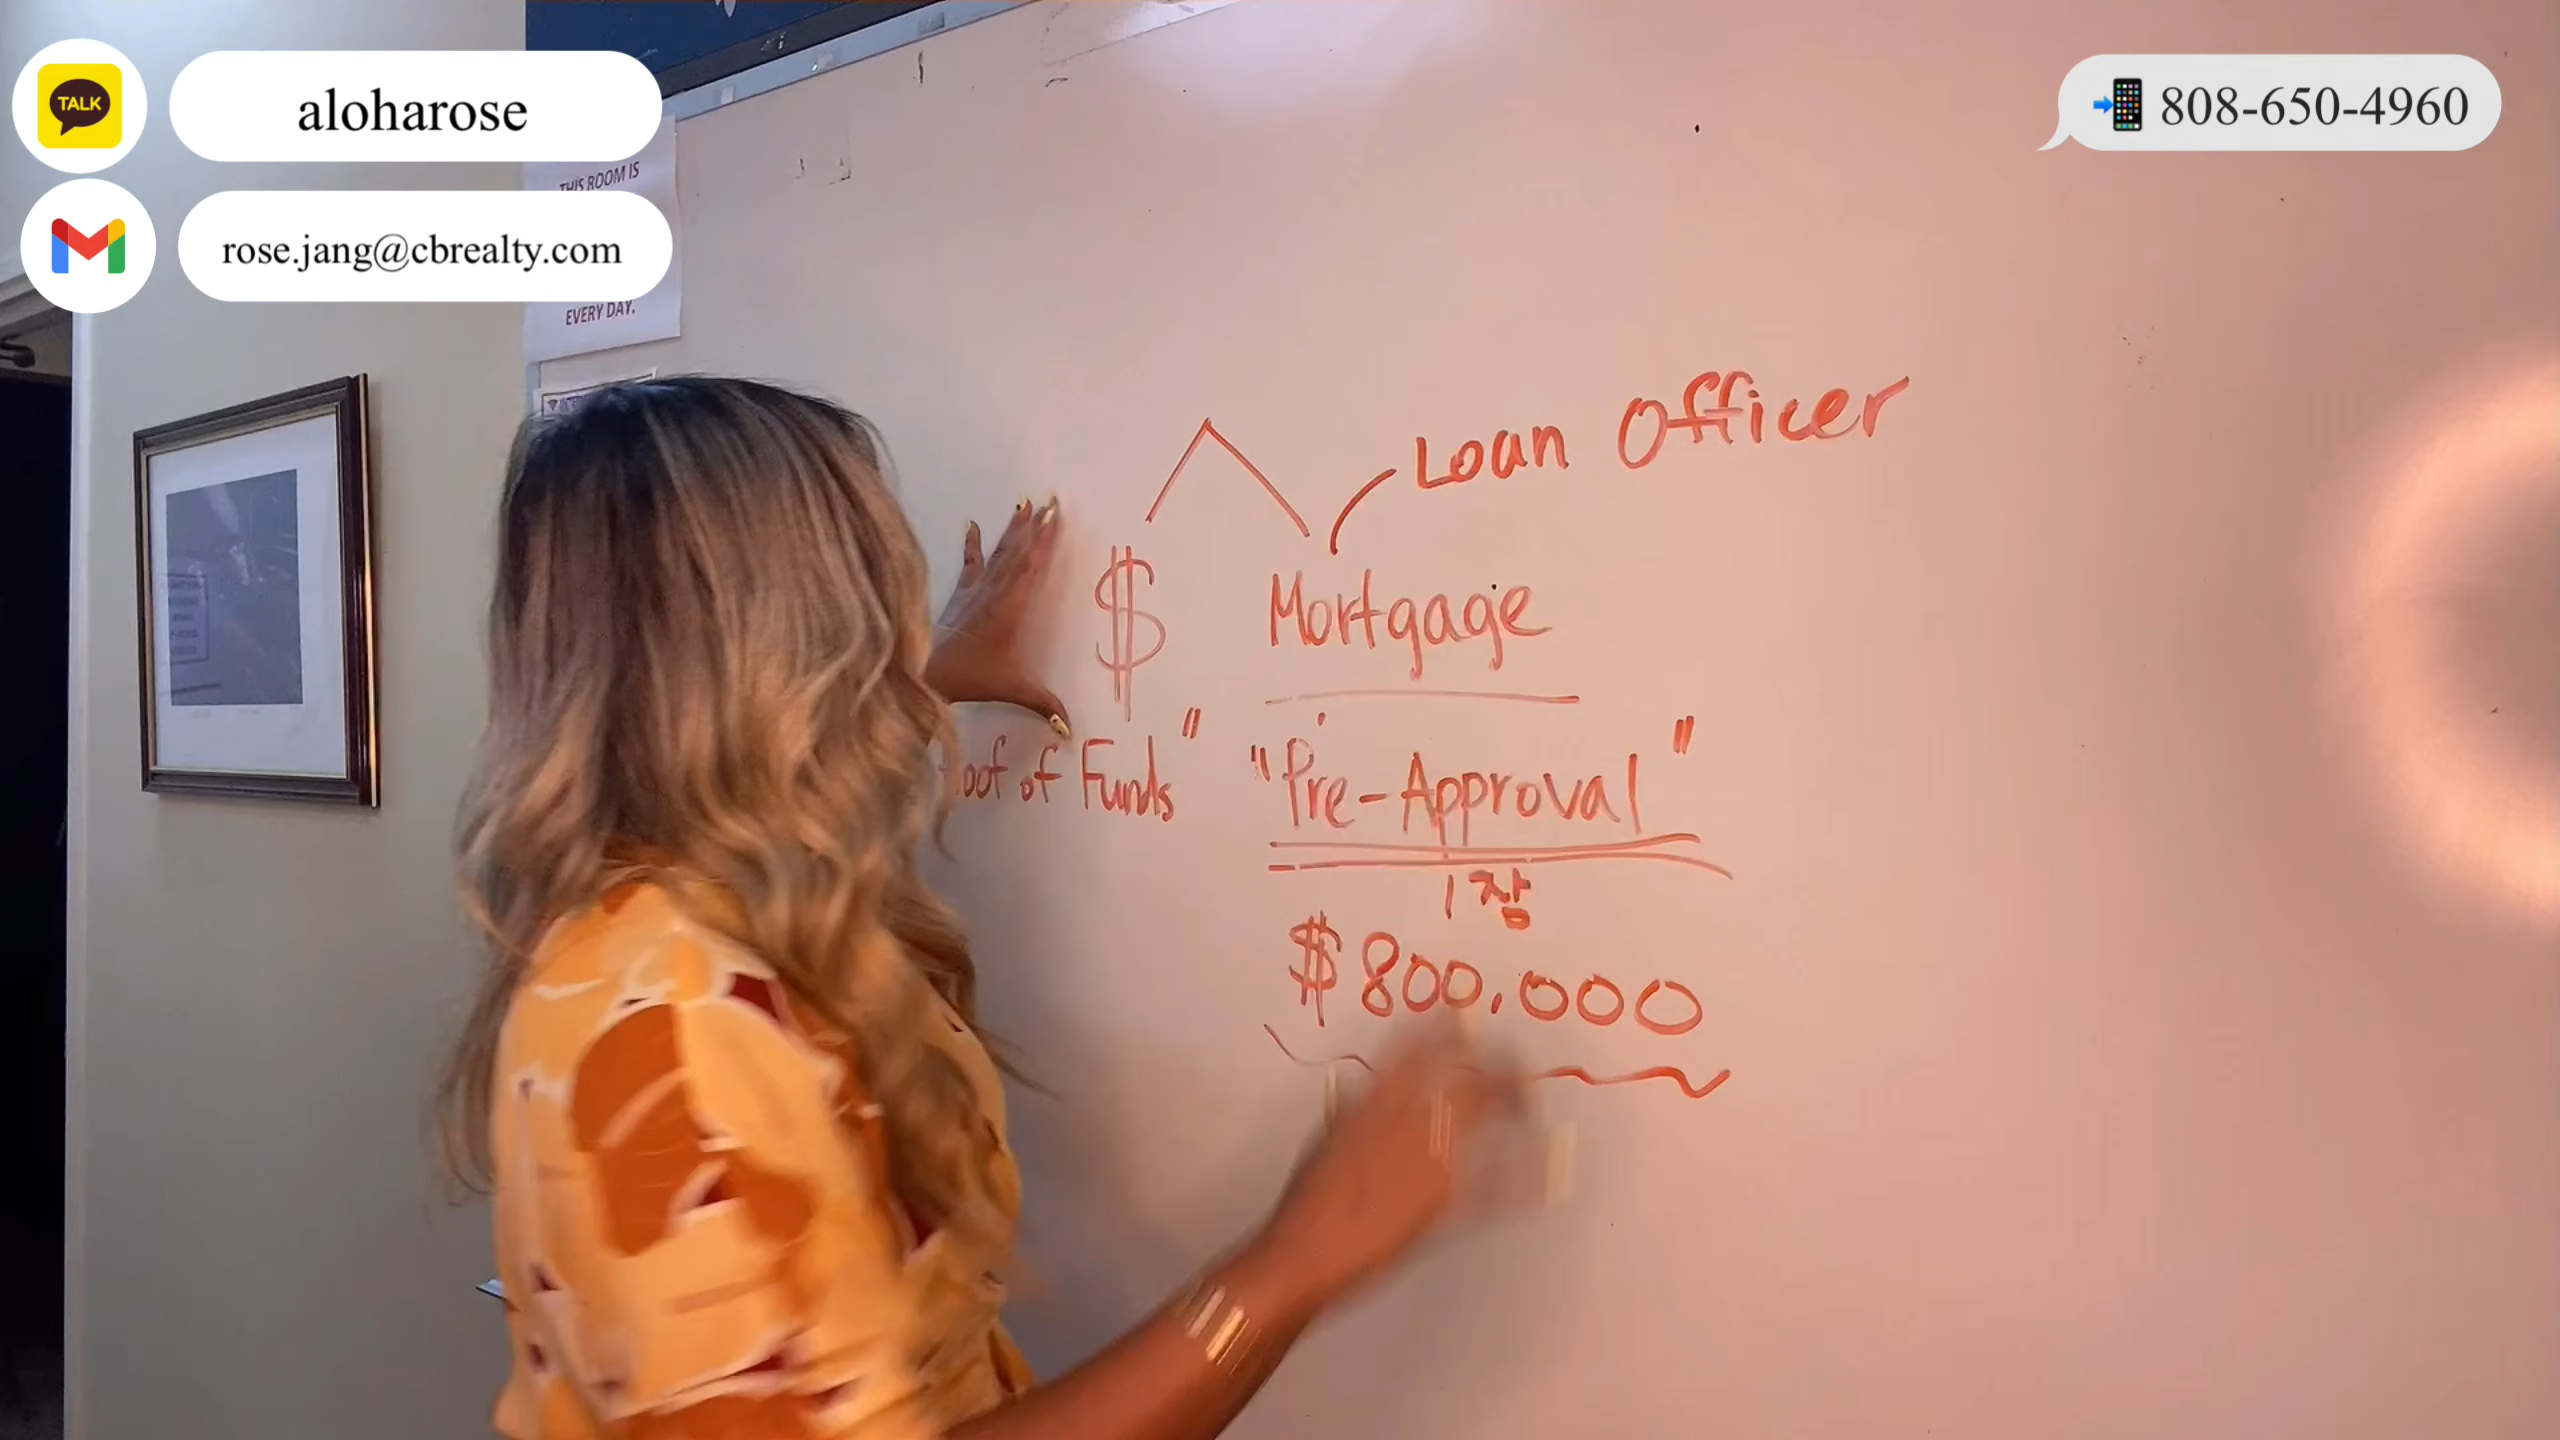 TALK
aloharose
rose.jang@cbrealty.com
808-650-4960
THIS ROOM IS
EVERY DAY.
Loan Officer
$ Mortgage
of Funds" "Pre-Approval"
1장
$800,000